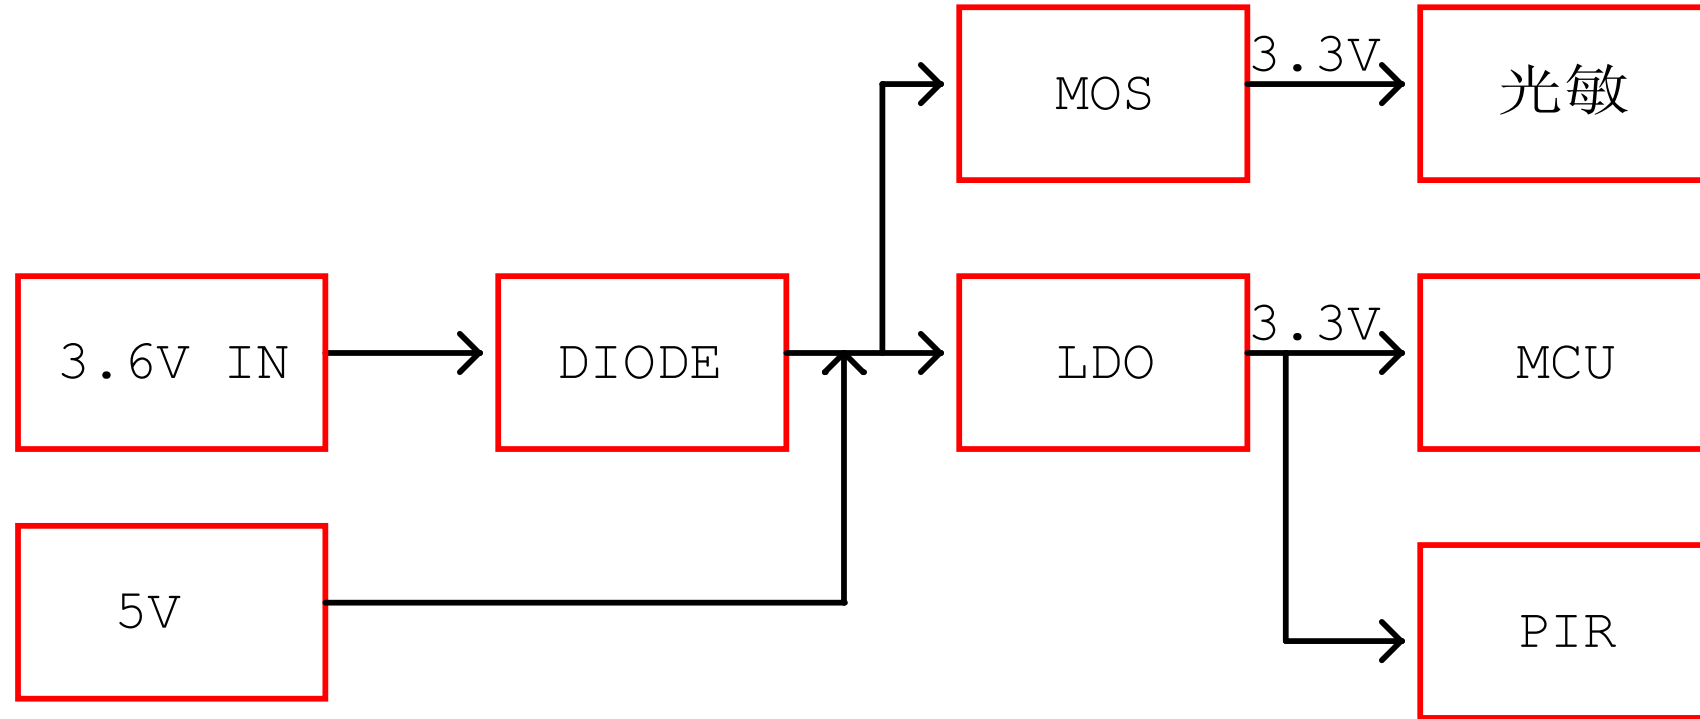 MOS
3.3V
光敏
3.6V IN
DIODE
LDO
3.3V
MCU
5V
PIR